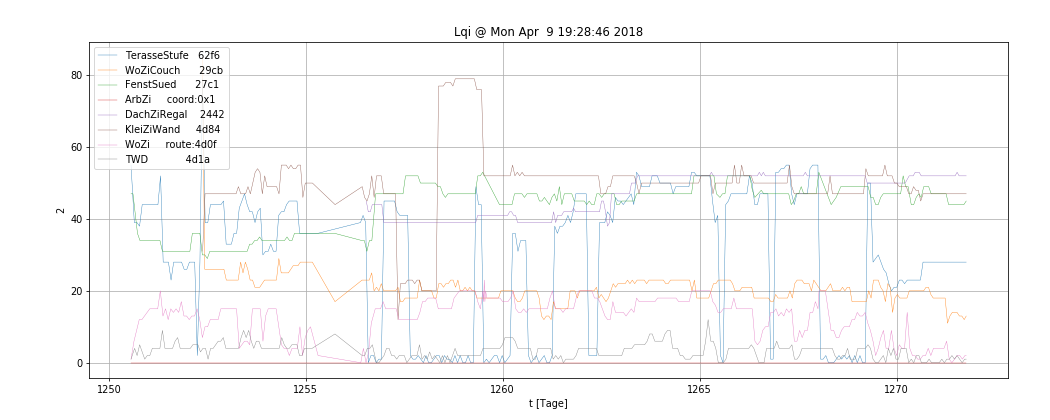 Lqi @ Mon Apr  9 19:28:46 2018
TerasseStufe 62f6
WoZiCouch 29cb
FenstSued 27c1
ArbZi coord:0x1
DachZiRegal 2442
KleiZiWand 4d84
WoZi route:4d0f
TWD 4d1a
80
60
40
20
0
2
1250 1255 1260 1265 1270
t [Tage]